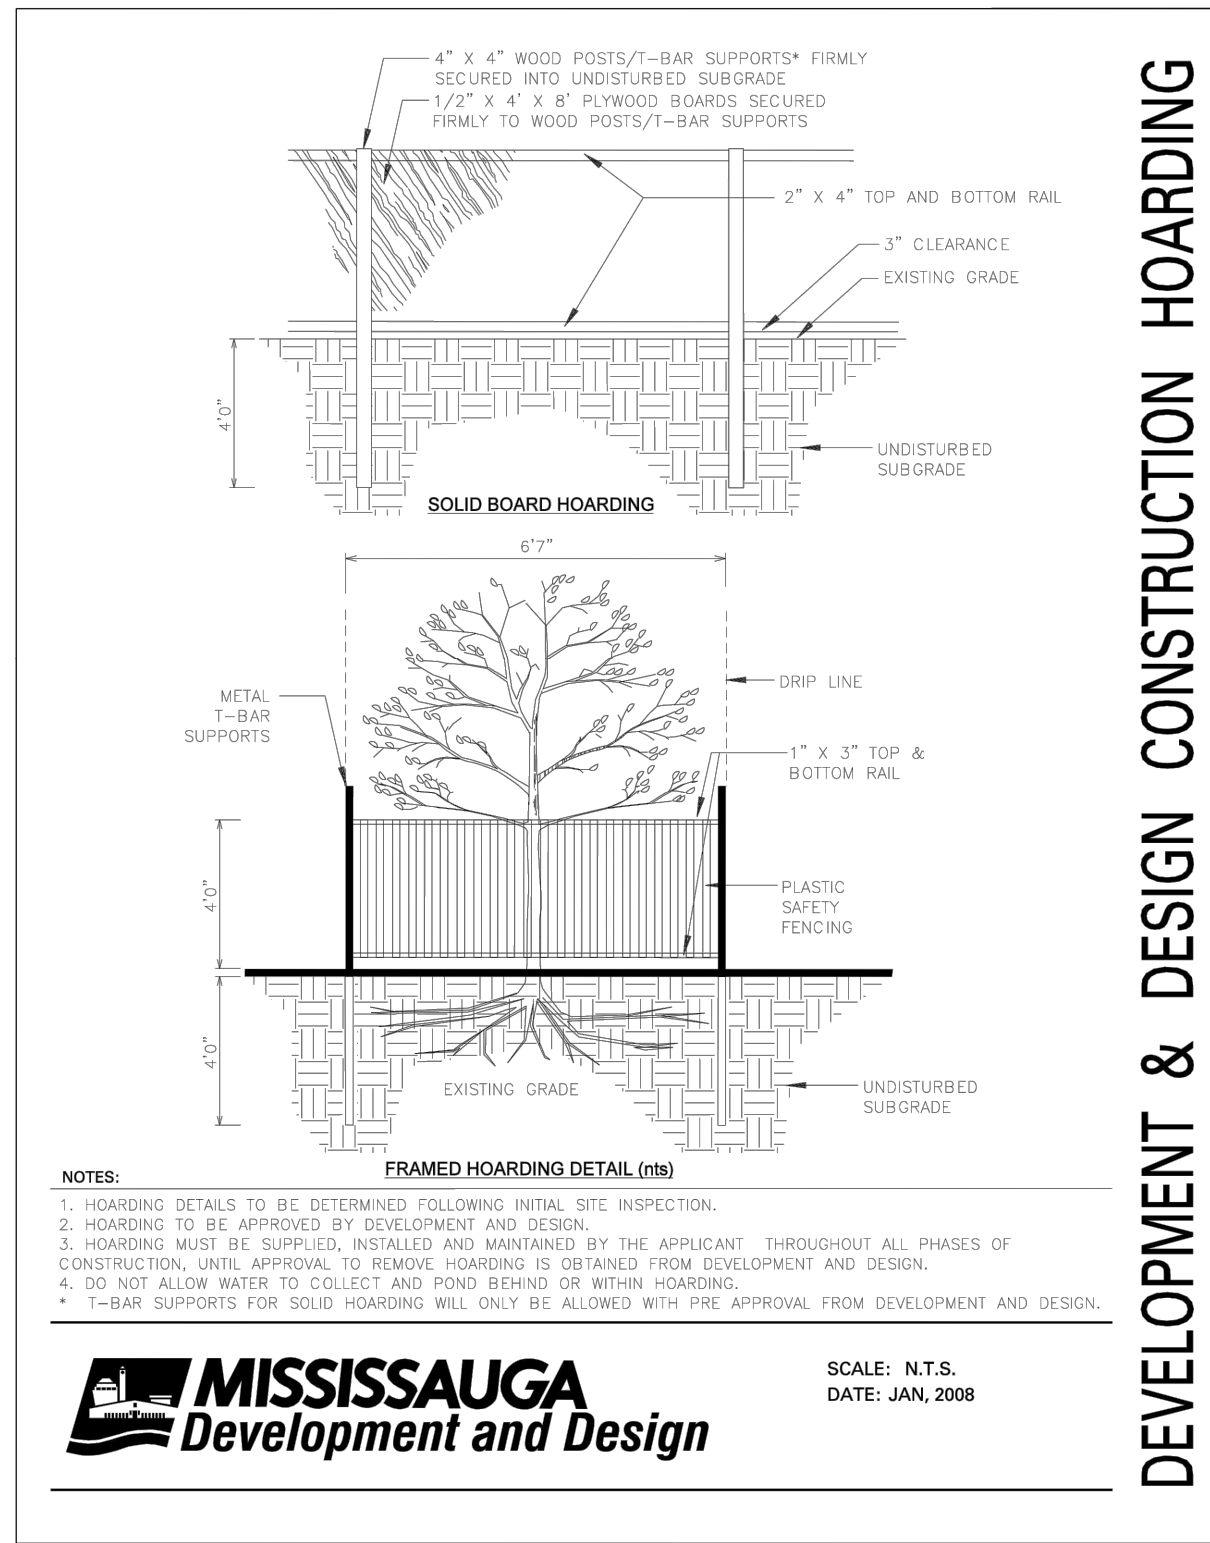 4" X 4" WOOD POSTS/T-BAR SUPPORTS* FIRMLY
SECURED INTO UNDISTURBED SUBGRADE
1/2" X 4' X 8' PLYWOOD BOARDS SECURED
FIRMLY TO WOOD POSTS/T-BAR SUPPORTS
2" X 4" TOP AND BOTTOM RAIL
3" CLEARANCE
EXISTING GRADE
4'0"
UNDISTURBED
SUBGRADE
SOLID BOARD HOARDING
6'7"
DRIP LINE
METAL
T-BAR
SUPPORTS
1" X 3" TOP &
BOTTOM RAIL
4'0"
PLASTIC
SAFETY
FENCING
4'0"
EXISTING GRADE
UNDISTURBED
SUBGRADE
FRAMED HOARDING DETAIL (nts)
NOTES:
1. HOARDING DETAILS TO BE DETERMINED FOLLOWING INITIAL SITE INSPECTION.
2. HOARDING TO BE APPROVED BY DEVELOPMENT AND DESIGN.
3. HOARDING MUST BE SUPPLIED, INSTALLED AND MAINTAINED BY THE APPLICANT THROUGHOUT ALL PHASES OF
CONSTRUCTION, UNTIL APPROVAL TO REMOVE HOARDING IS OBTAINED FROM DEVELOPMENT AND DESIGN.
4. DO NOT ALLOW WATER TO COLLECT AND POND BEHIND OR WITHIN HOARDING.
* T-BAR SUPPORTS FOR SOLID HOARDING WILL ONLY BE ALLOWED WITH PRE APPROVAL FROM DEVELOPMENT AND DESIGN.
MISSISSAUGA
Development and Design
SCALE: N.T.S.
DATE: JAN, 2008
DEVELOPMENT & DESIGN CONSTRUCTION HOARDING